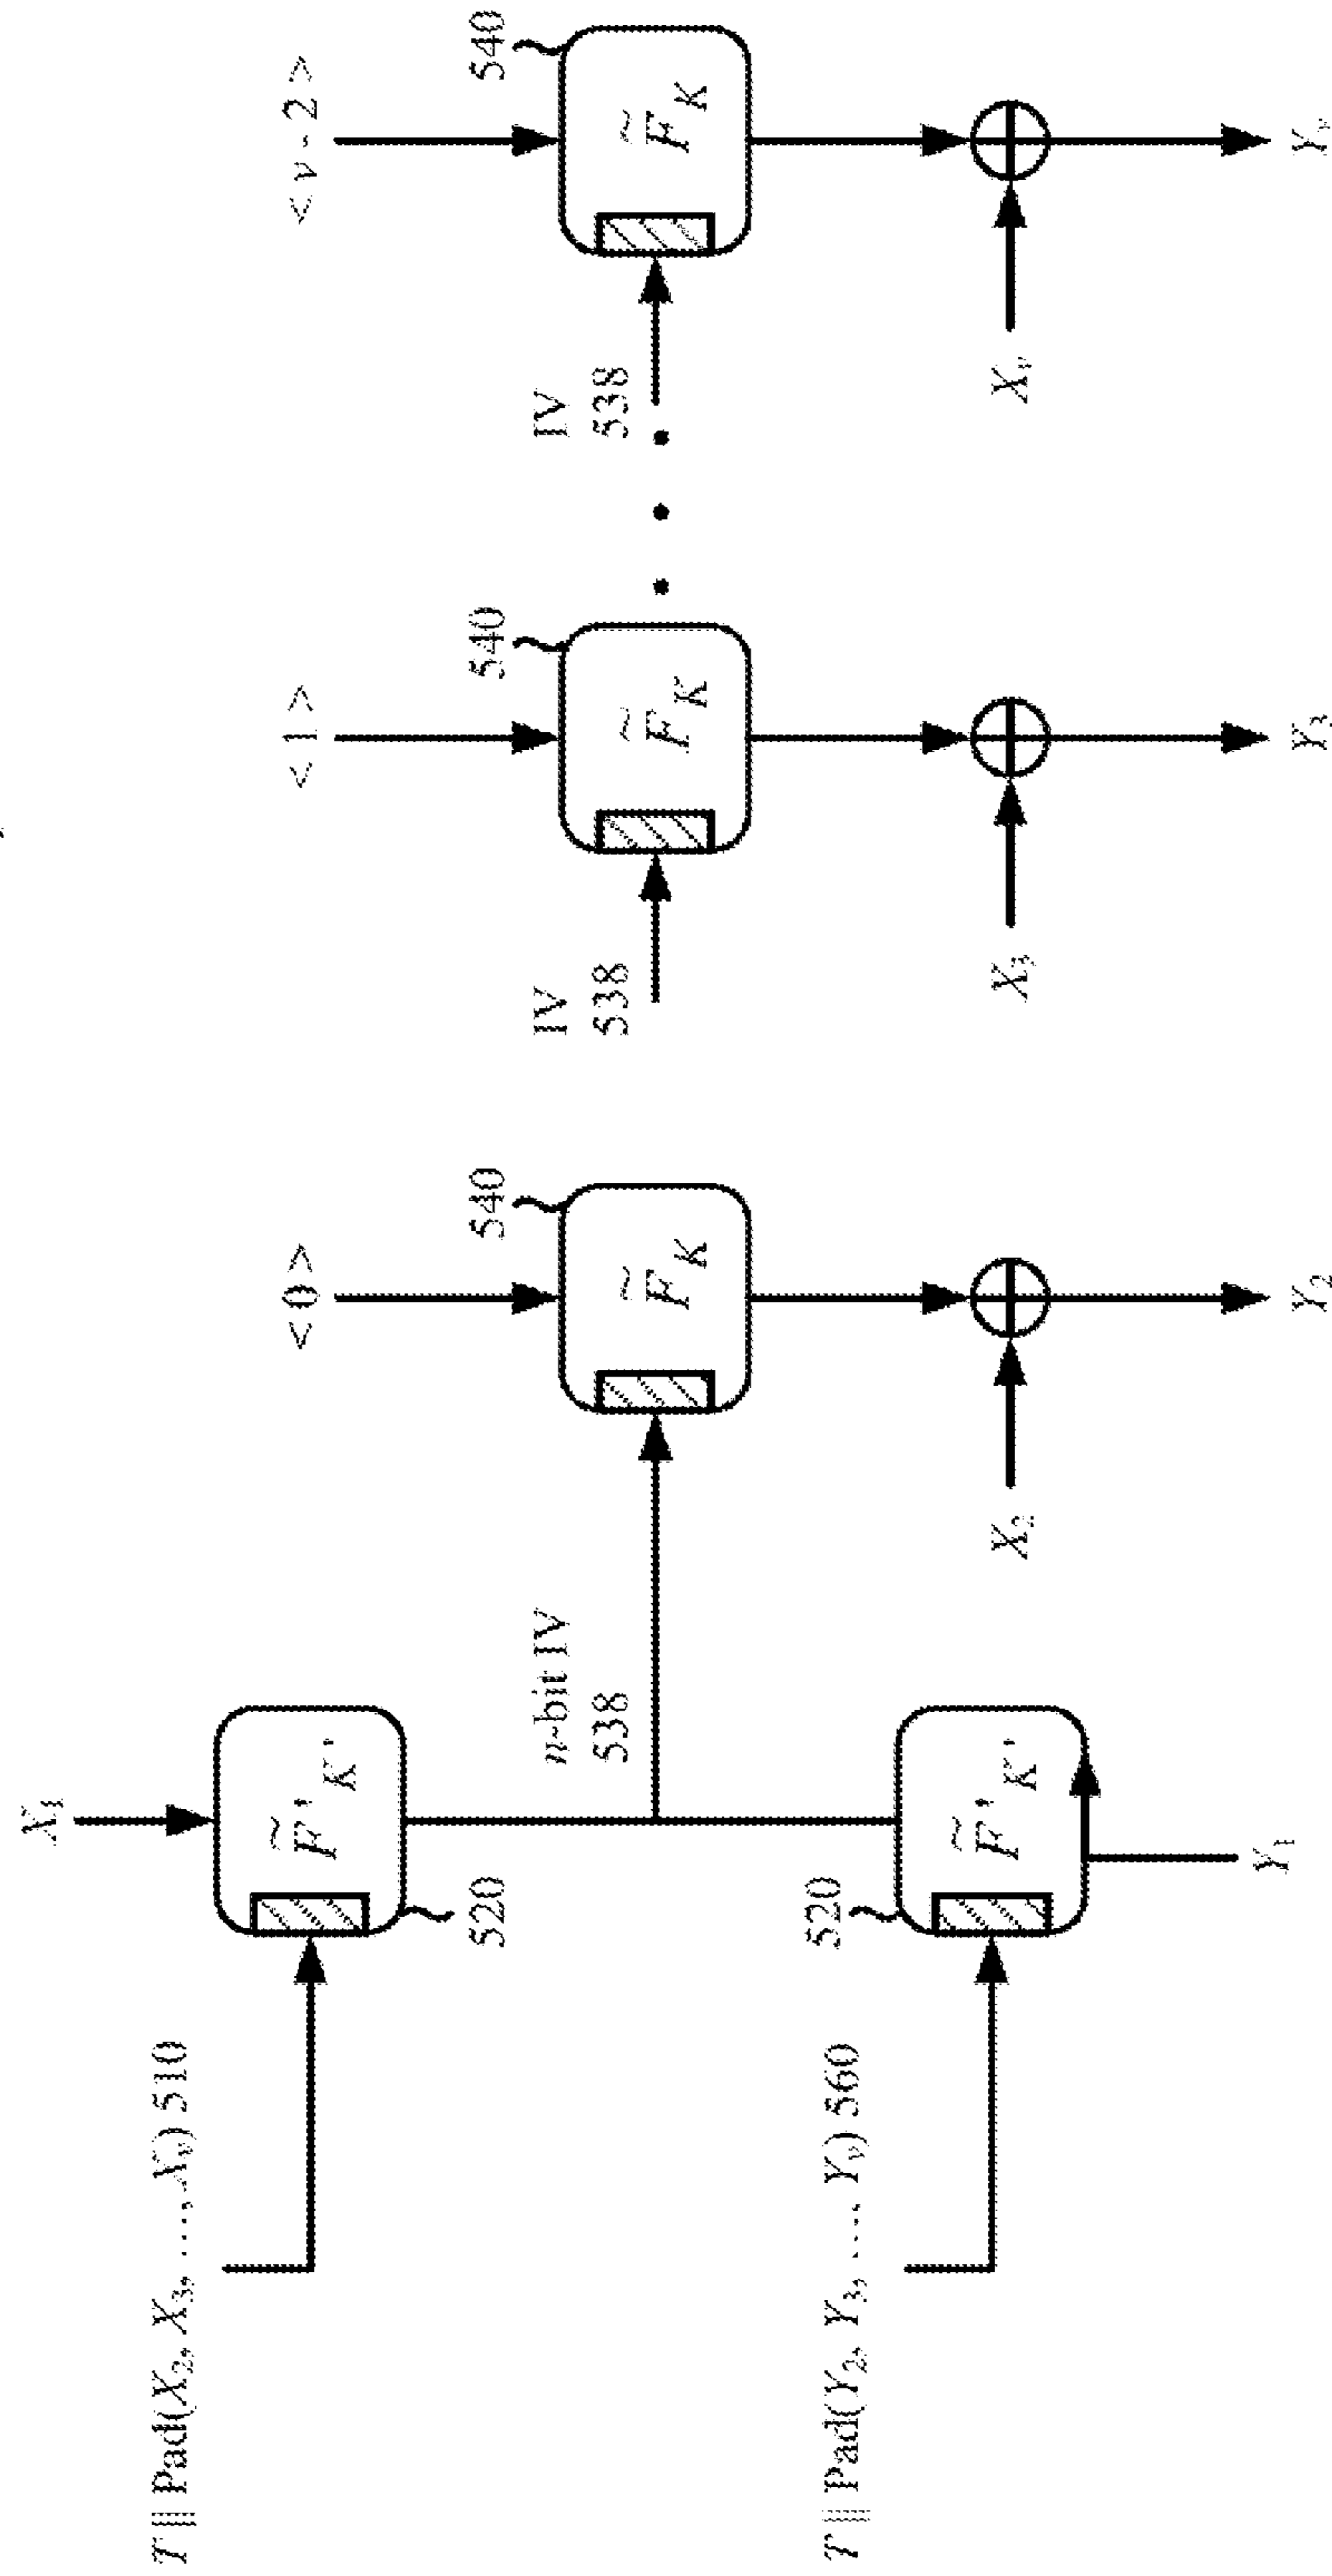 X₁
T || Pad(X₂, X₃, …, Xᵥ) 510
F̃'K'
520
n-bit IV
538
< 0 >
540
F̃K
X₂
Y₂
IV
538
< 1 >
540
F̃K
X₃
Y₃
IV
538
< v - 2 >
540
F̃K
Xᵥ
Yᵥ
T || Pad(Y₂, Y₃, …. Yᵥ) 560
520
F̃'K'
Y₁